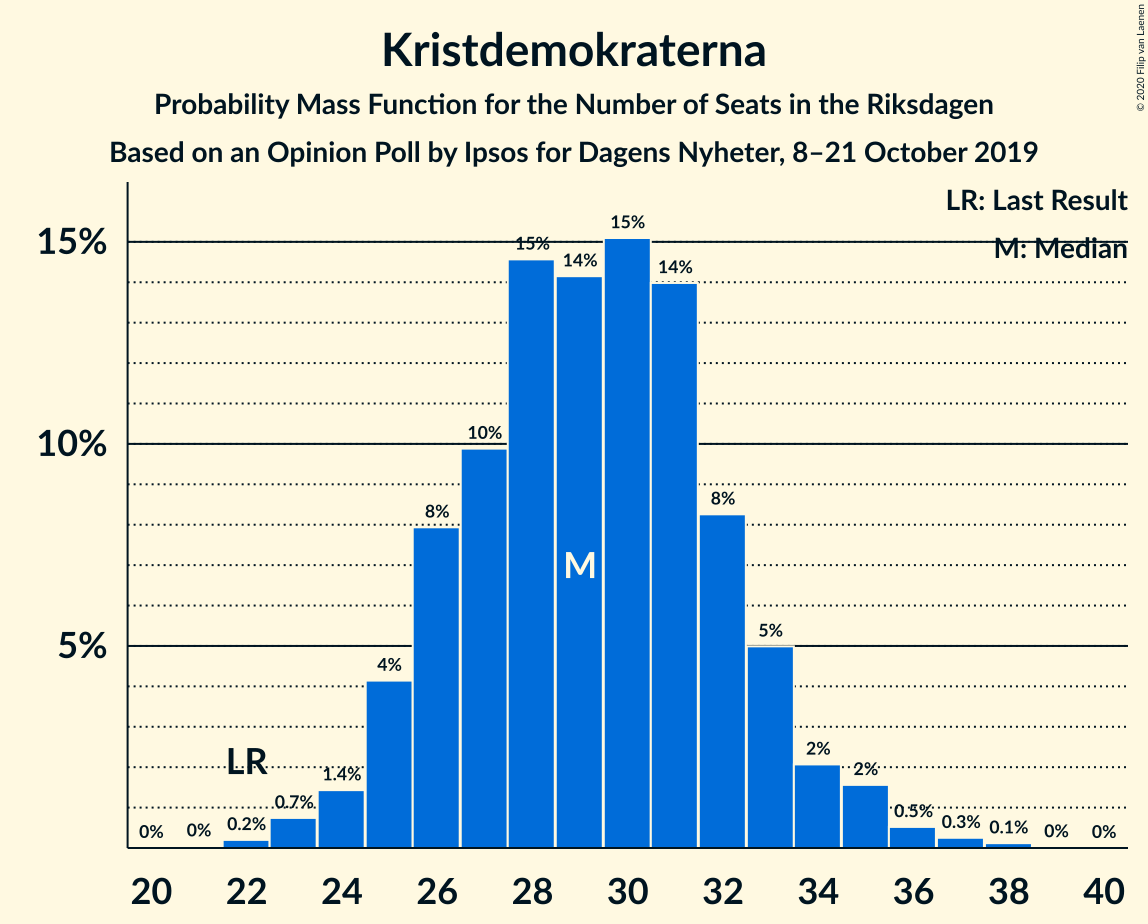 Kristdemokraterna
Probability Mass Function for the Number of Seats in the Riksdagen
Based on an Opinion Poll by Ipsos for Dagens Nyheter, 8–21 October 2019
© 2020 Filip van Laenen
LR: Last Result
M: Median
15%
10%
5%
0% 0% 0.2% 0.7% 1.4% 4% 8% 10% 15% 14% 15% 14% 8% 5% 2% 2% 0.5% 0.3% 0.1% 0% 0%
LR
M
20 22 24 26 28 30 32 34 36 38 40